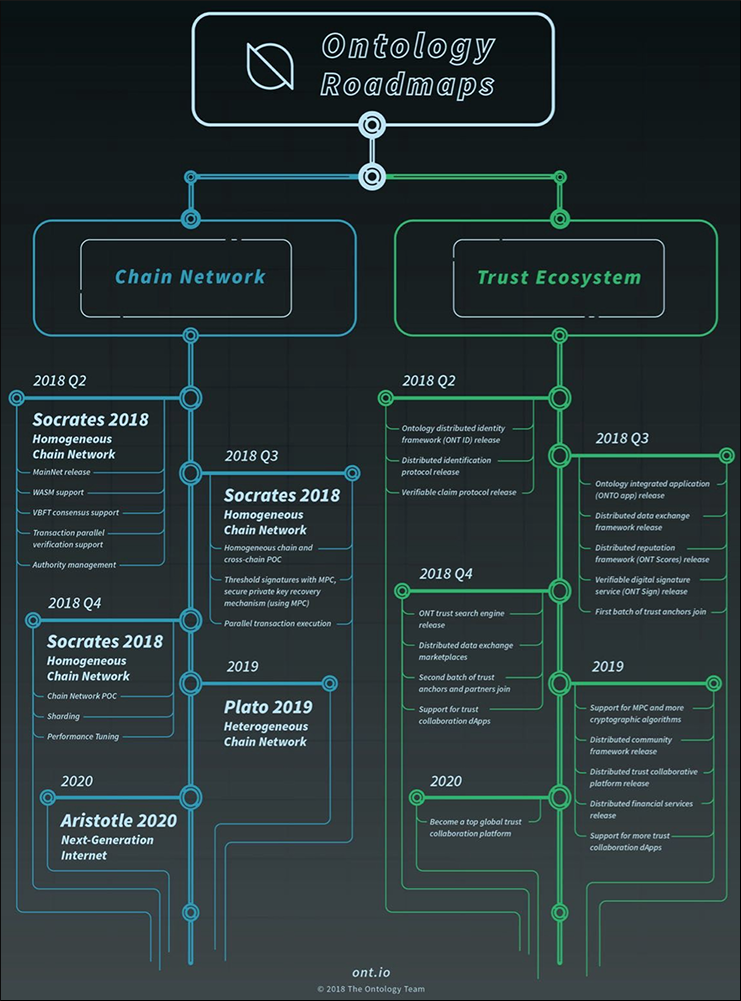 Ontology
Roadmaps
Chain Network
2018 Q2
Socrates 2018
Homogeneous
Chain Network
MainNet release
WASM support
VBFT consensus support
Transaction parallel
verification support
Authority management
2018 Q3
Socrates 2018
Homogeneous
Chain Network
Homogeneous chain and
cross-chain POC
Threshold signatures with MPC,
secure private key recovery
mechanism (using MPC)
Parallel transaction execution
2018 Q4
Socrates 2018
Homogeneous
Chain Network
Chain Network POC
Sharding
Performance Tuning
2019
Plato 2019
Heterogeneous
Chain Network
2020
Aristotle 2020
Next-Generation
Internet
Trust Ecosystem
2018 Q2
Ontology distributed identity
framework (ONT ID) release
Distributed identification
protocol release
Verifiable claim protocol release
2018 Q3
Ontology integrated application
(ONTO app) release
Distributed data exchange
framework release
Distributed reputation
framework (ONT Scores) release
Verifiable digital signature
service (ONT Sign) release
First batch of trust anchors join
2018 Q4
ONT trust search engine
release
Distributed data exchange
marketplaces
Second batch of trust
anchors and partners join
Support for trust
collaboration dApps
2019
Support for MPC and more
cryptographic algorithms
Distributed community
framework release
Distributed trust collaborative
platform release
Distributed financial services
release
Support for more trust
collaboration dApps
2020
Become a top global trust
collaboration platform
ont.io
© 2018 The Ontology Team